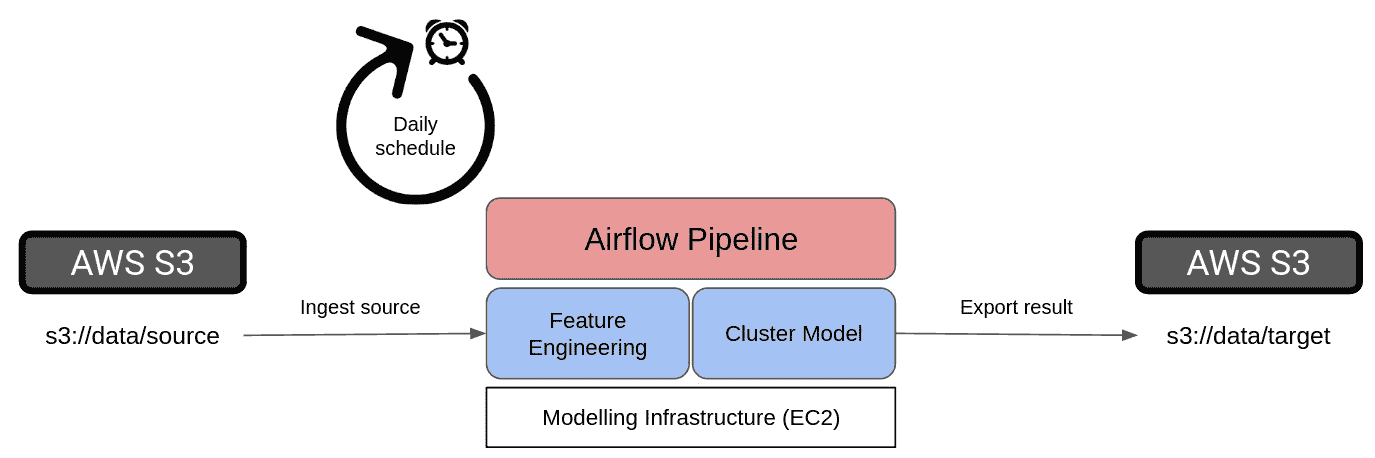 Daily
schedule
Airflow Pipeline
AWS S3
AWS S3
Ingest source
Export result
s3://data/source
Feature
Engineering
Cluster Model
s3://data/target
Modelling Infrastructure (EC2)